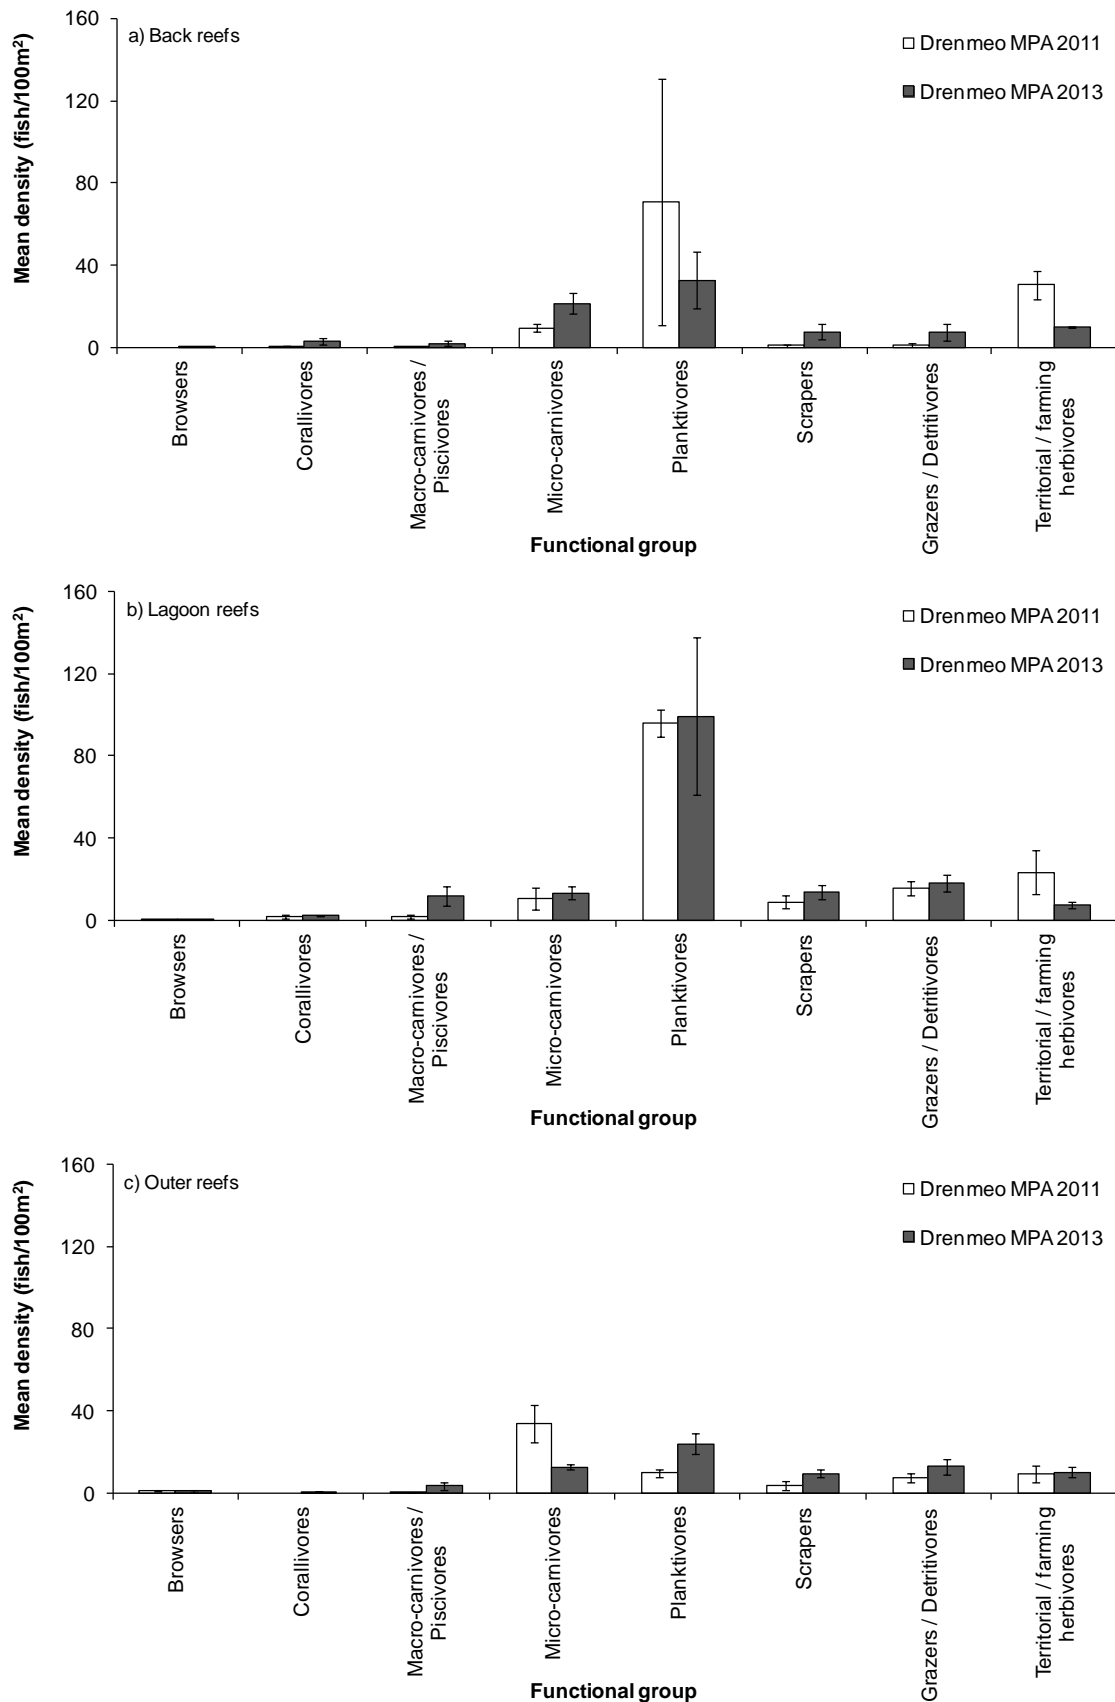 a) Back reefs
Drenmeo MPA 2011
Drenmeo MPA 2013
Mean density (fish/100m²)
160
120
80
40
0
Browsers
Corallivores
Macro-carnivores /
Piscivores
Micro-carnivores
Planktivores
Scrapers
Grazers / Detritivores
Territorial / farming
herbivores
Functional group
b) Lagoon reefs
Drenmeo MPA 2011
Drenmeo MPA 2013
Mean density (fish/100m²)
160
120
80
40
0
Browsers
Corallivores
Macro-carnivores /
Piscivores
Micro-carnivores
Planktivores
Scrapers
Grazers / Detritivores
Territorial / farming
herbivores
Functional group
c) Outer reefs
Drenmeo MPA 2011
Drenmeo MPA 2013
Mean density (fish/100m²)
160
120
80
40
0
Browsers
Corallivores
Macro-carnivores /
Piscivores
Micro-carnivores
Planktivores
Scrapers
Grazers / Detritivores
Territorial / farming
herbivores
Functional group